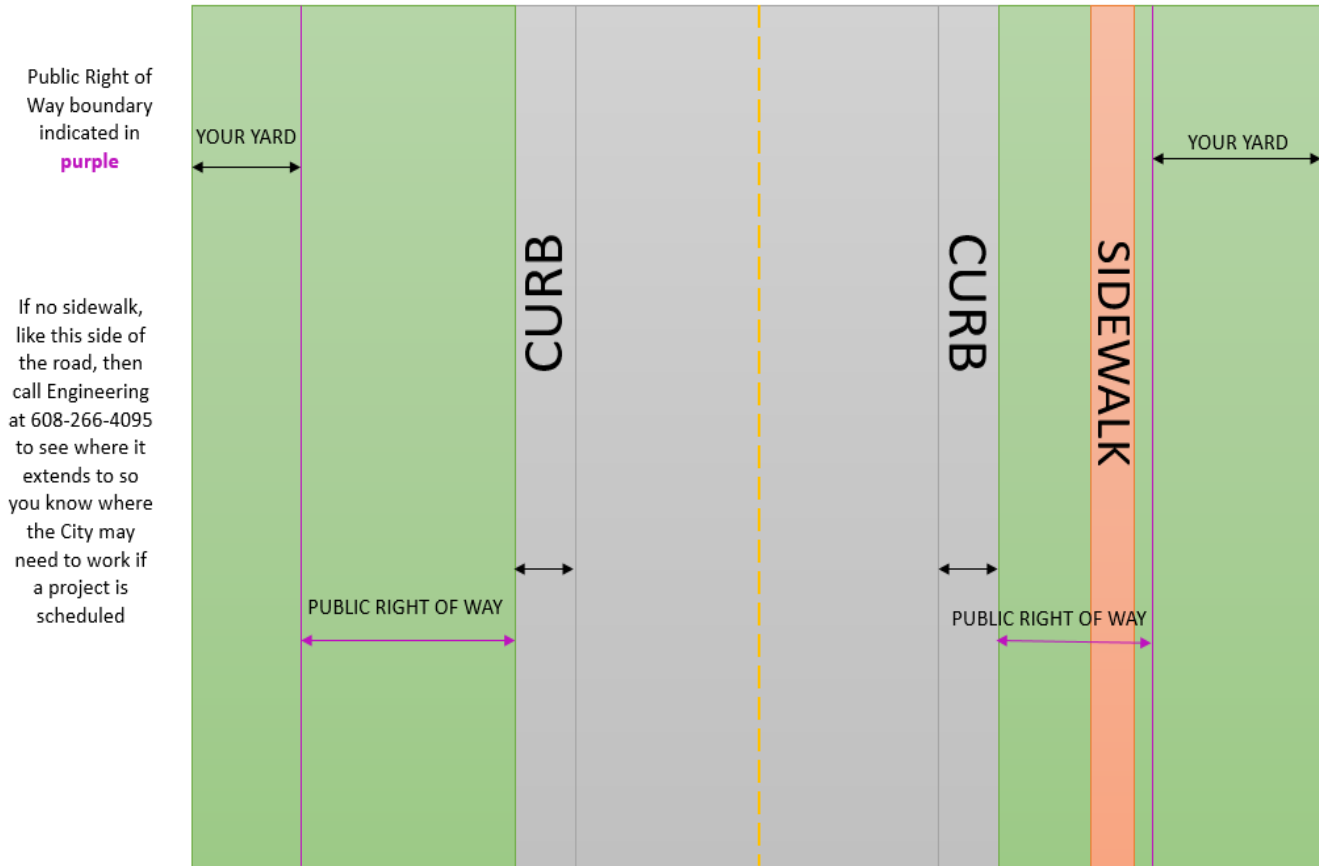 Public Right of
Way boundary
indicated in
purple
If no sidewalk,
like this side of
the road, then
call Engineering
at 608-266-4095
to see where it
extends to so
you know where
the City may
need to work if
a project is
scheduled
YOUR YARD
YOUR YARD
CURB
CURB
SIDEWALK
PUBLIC RIGHT OF WAY
PUBLIC RIGHT OF WAY